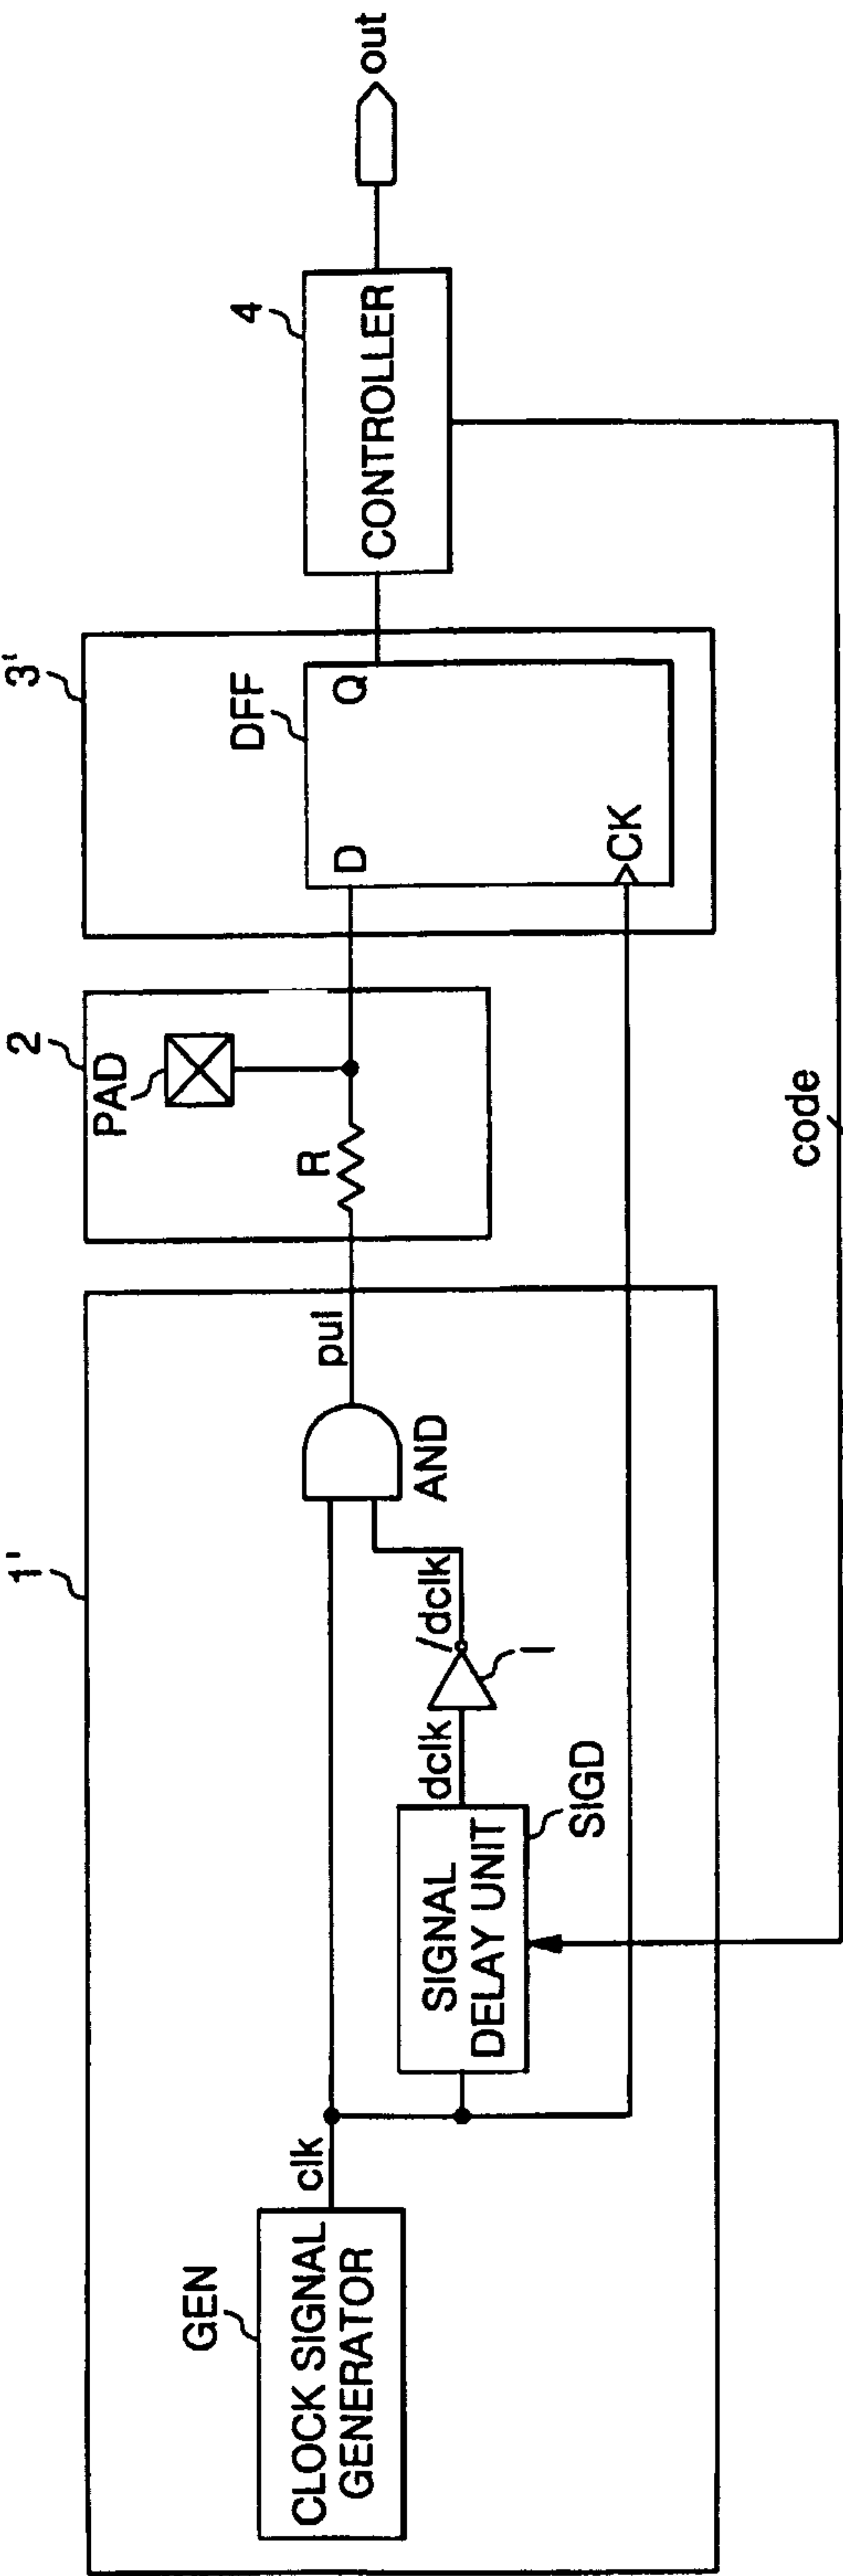 1'
GEN
CLOCK SIGNAL
GENERATOR
clk
SIGNAL
DELAY UNIT
SIGD
dclk
I
/dclk
AND
pul
2
PAD
R
3'
DFF
D
Q
CK
4
CONTROLLER
out
code